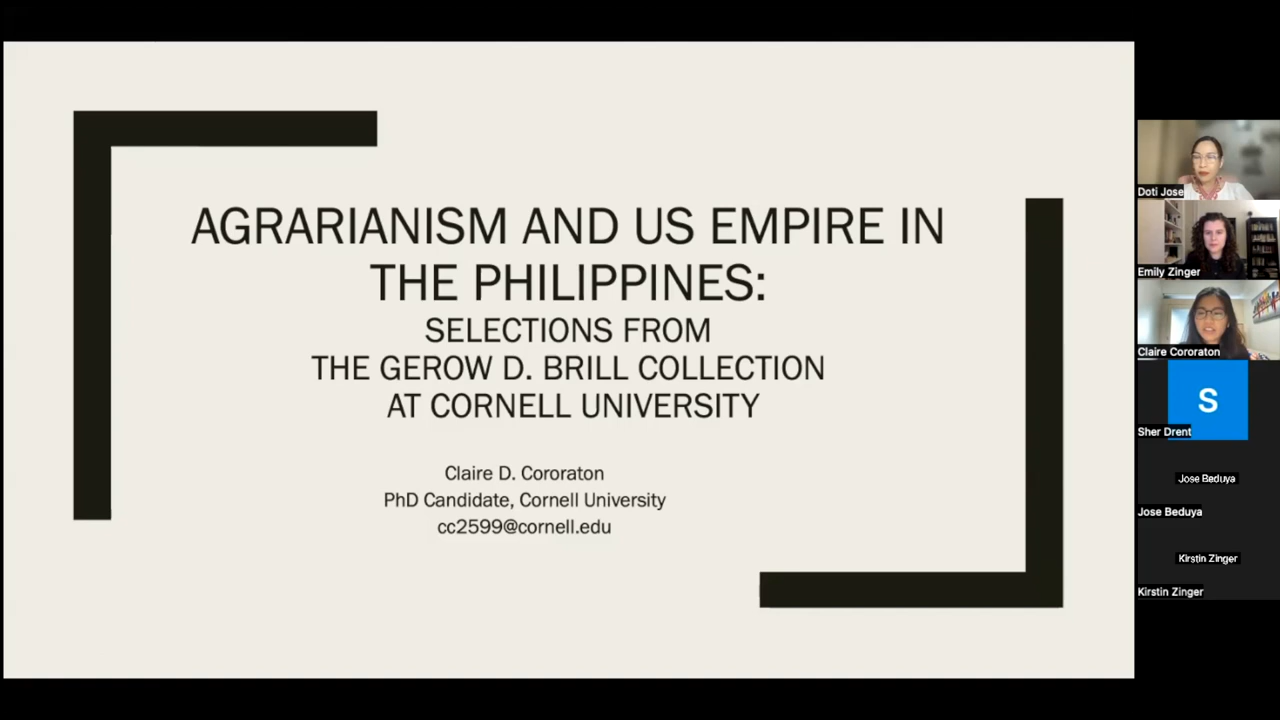 AGRARIANISM AND US EMPIRE IN
THE PHILIPPINES:
SELECTIONS FROM
THE GEROW D. BRILL COLLECTION
AT CORNELL UNIVERSITY
Claire D. Cororaton
PhD Candidate, Cornell University
cc2599@cornell.edu
Doti Jose
Emily Zinger
Claire Cororaton
S
Sher Drent
Jose Beduya
Jose Beduya
Kirstin Zinger
Kirstin Zinger